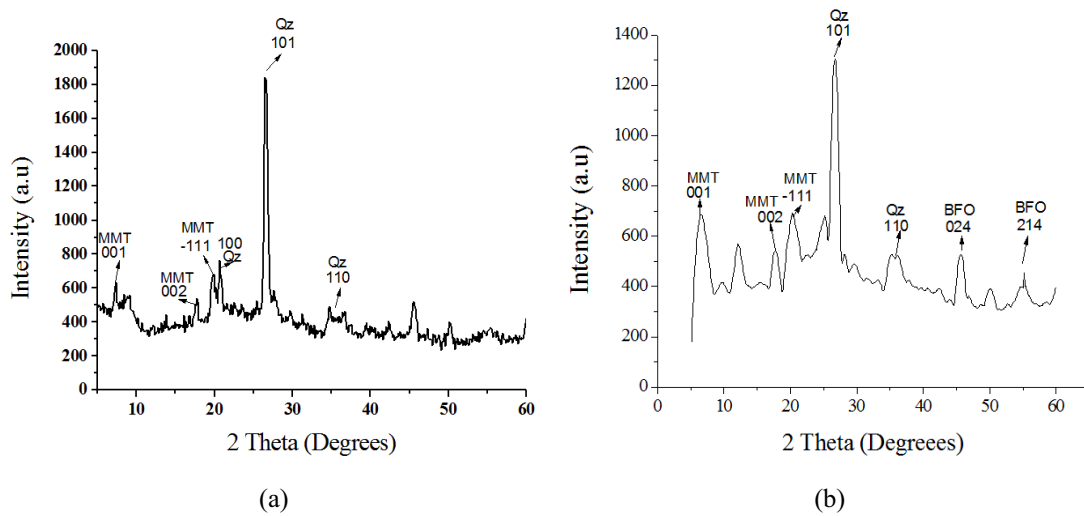 Qz
101
2000
1800
1600
1400
1200
1000
800
600
400
200
0
Intensity (a.u)
MMT
001
MMT
002
MMT
-111
100
Qz
Qz
110
10
20
30
40
50
60
2 Theta (Degrees)
(a)
Qz
101
1400
1200
1000
800
600
400
200
0
Intensity (a.u)
MMT
001
MMT
002
MMT
-111
Qz
110
BFO
024
BFO
214
0
10
20
30
40
50
60
2 Theta (Degreees)
(b)